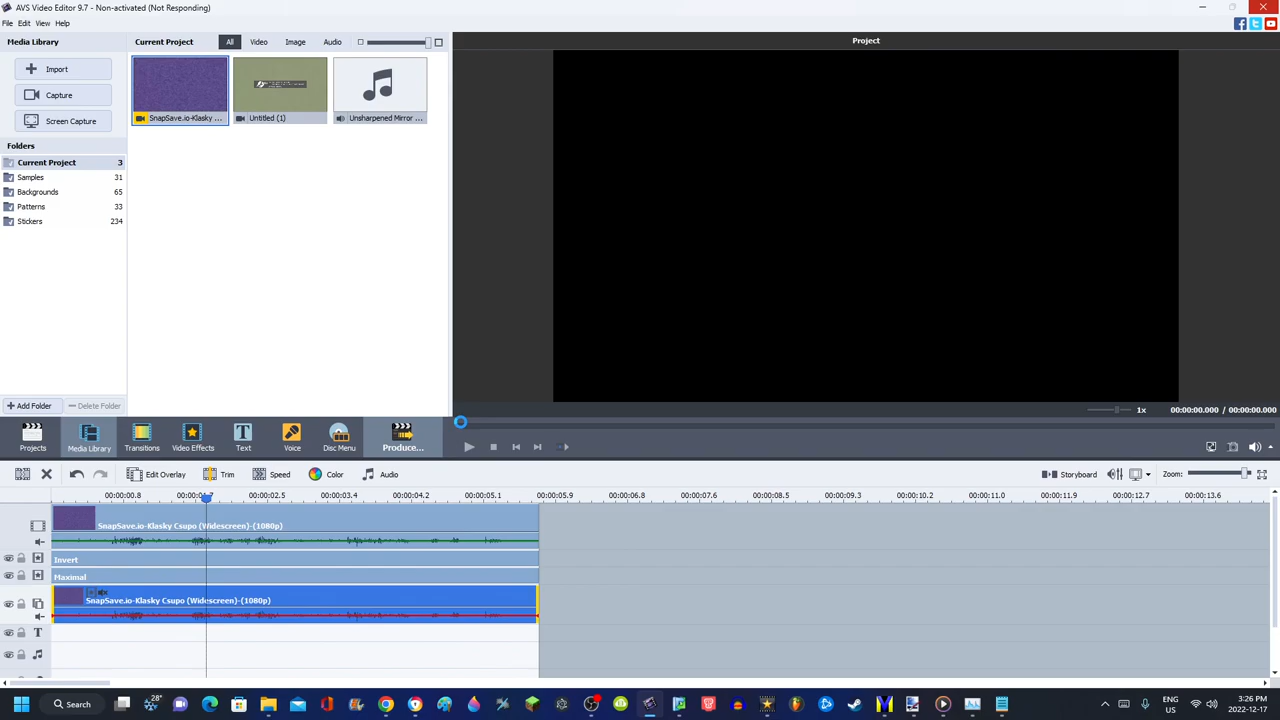 AVS Video Editor 9.7 - Non-activated (Not Responding)
File Edit View Help
Media Library
Current Project
All
Video
Image
Audio
Project
Import
Capture
Screen Capture
SnapSave.io-Klasky ...
Untitled (1)
Unsharpened Mirror ...
Folders
Current Project 3
Samples 31
Backgrounds 65
Patterns 33
Stickers 234
Add Folder
Delete Folder
1x
00:00:00.000 / 00:00:00.000
Projects
Media Library
Transitions
Video Effects
Text
Voice
Disc Menu
Produce...
Edit Overlay
Trim
Speed
Color
Audio
Storyboard
Zoom:
00:00:00.8 00:00:02.5 00:00:03.4 00:00:04.2 00:00:05.1 00:00:05.9 00:00:06.8 00:00:07.6 00:00:08.5 00:00:09.3 00:00:10.2 00:00:11.0 00:00:11.9 00:00:12.7 00:00:13.6
SnapSave.io-Klasky Csupo (Widescreen)-(1080p)
Invert
Maximal
SnapSave.io-Klasky Csupo (Widescreen)-(1080p)
T
28°
Search
ENG
US
3:26 PM
2022-12-17